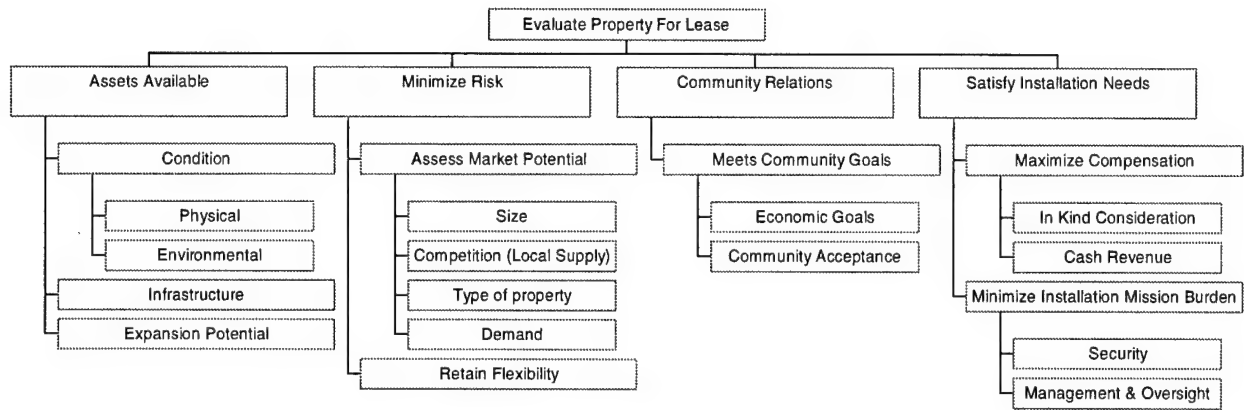 Evaluate Property For Lease
Assets Available
Condition
Physical
Environmental
Infrastructure
Expansion Potential
Minimize Risk
Assess Market Potential
Size
Competition (Local Supply)
Type of property
Demand
Retain Flexibility
Community Relations
Meets Community Goals
Economic Goals
Community Acceptance
Satisfy Installation Needs
Maximize Compensation
In Kind Consideration
Cash Revenue
Minimize Installation Mission Burden
Security
Management & Oversight